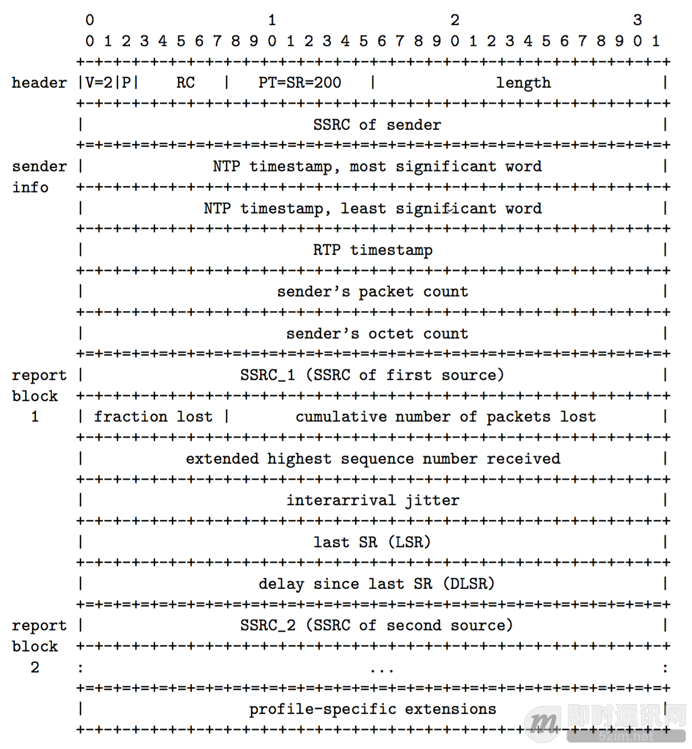 0                   1                   2                   3
0 1 2 3 4 5 6 7 8 9 0 1 2 3 4 5 6 7 8 9 0 1 2 3 4 5 6 7 8 9 0 1
+-+-+-+-+-+-+-+-+-+-+-+-+-+-+-+-+-+-+-+-+-+-+-+-+-+-+-+-+-+-+-+-+
header |V=2|P|    RC   |   PT=SR=200   |             length            |
+-+-+-+-+-+-+-+-+-+-+-+-+-+-+-+-+-+-+-+-+-+-+-+-+-+-+-+-+-+-+-+-+
|                         SSRC of sender                        |
+=+=+=+=+=+=+=+=+=+=+=+=+=+=+=+=+=+=+=+=+=+=+=+=+=+=+=+=+=+=+=+=+
sender |              NTP timestamp, most significant word             |
info   +-+-+-+-+-+-+-+-+-+-+-+-+-+-+-+-+-+-+-+-+-+-+-+-+-+-+-+-+-+-+-+-+
|             NTP timestamp, least significant word             |
+-+-+-+-+-+-+-+-+-+-+-+-+-+-+-+-+-+-+-+-+-+-+-+-+-+-+-+-+-+-+-+-+
|                         RTP timestamp                         |
+-+-+-+-+-+-+-+-+-+-+-+-+-+-+-+-+-+-+-+-+-+-+-+-+-+-+-+-+-+-+-+-+
|                     sender's packet count                     |
+-+-+-+-+-+-+-+-+-+-+-+-+-+-+-+-+-+-+-+-+-+-+-+-+-+-+-+-+-+-+-+-+
|                      sender's octet count                     |
+=+=+=+=+=+=+=+=+=+=+=+=+=+=+=+=+=+=+=+=+=+=+=+=+=+=+=+=+=+=+=+=+
report |                 SSRC_1 (SSRC of first source)                 |
block  +-+-+-+-+-+-+-+-+-+-+-+-+-+-+-+-+-+-+-+-+-+-+-+-+-+-+-+-+-+-+-+-+
1    | fraction lost |       cumulative number of packets lost       |
+-+-+-+-+-+-+-+-+-+-+-+-+-+-+-+-+-+-+-+-+-+-+-+-+-+-+-+-+-+-+-+-+
|           extended highest sequence number received           |
+-+-+-+-+-+-+-+-+-+-+-+-+-+-+-+-+-+-+-+-+-+-+-+-+-+-+-+-+-+-+-+-+
|                      interarrival jitter                      |
+-+-+-+-+-+-+-+-+-+-+-+-+-+-+-+-+-+-+-+-+-+-+-+-+-+-+-+-+-+-+-+-+
|                         last SR (LSR)                         |
+-+-+-+-+-+-+-+-+-+-+-+-+-+-+-+-+-+-+-+-+-+-+-+-+-+-+-+-+-+-+-+-+
|                   delay since last SR (DLSR)                  |
+=+=+=+=+=+=+=+=+=+=+=+=+=+=+=+=+=+=+=+=+=+=+=+=+=+=+=+=+=+=+=+=+
report |                 SSRC_2 (SSRC of second source)                |
block  +-+-+-+-+-+-+-+-+-+-+-+-+-+-+-+-+-+-+-+-+-+-+-+-+-+-+-+-+-+-+-+-+
2    :                               ...                             :
+=+=+=+=+=+=+=+=+=+=+=+=+=+=+=+=+=+=+=+=+=+=+=+=+=+=+=+=+=+=+=+=+
|                  profile-specific extensions                  |
+-+-+-+-+-+-+-+-+-+-+-+-+-+-+-+-+-+-+-+-+-+-+-+-+-+-+-+-+-+-+-+-+
m 即时通讯网
52im.net